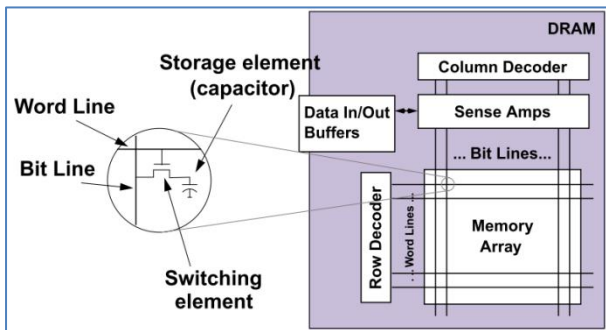 DRAM
Storage element
(capacitor)
Word Line
Bit Line
Switching
element
Column Decoder
Data In/Out
Buffers
Sense Amps
... Bit Lines...
Row Decoder
... Word Lines ...
Memory
Array